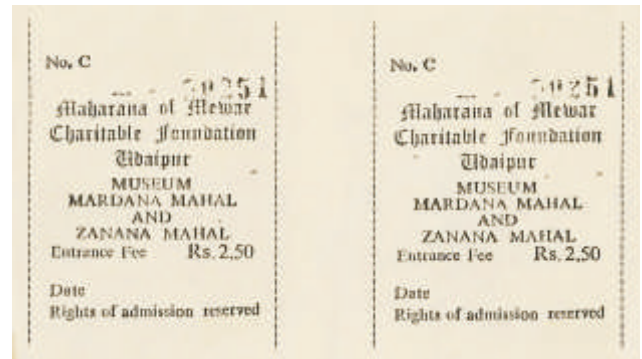 No. C
Maharana of Mewar
Charitable Foundation
Udaipur
MUSEUM
MARDANA MAHAL
AND
ZANANA MAHAL
Entrance Fee Rs. 2.50
Date
Rights of admission reserved
No. C
Maharana of Mewar
Charitable Foundation
Udaipur
MUSEUM
MARDANA MAHAL
AND
ZANANA MAHAL
Entrance Fee Rs. 2.50
Date
Rights of admission reserved